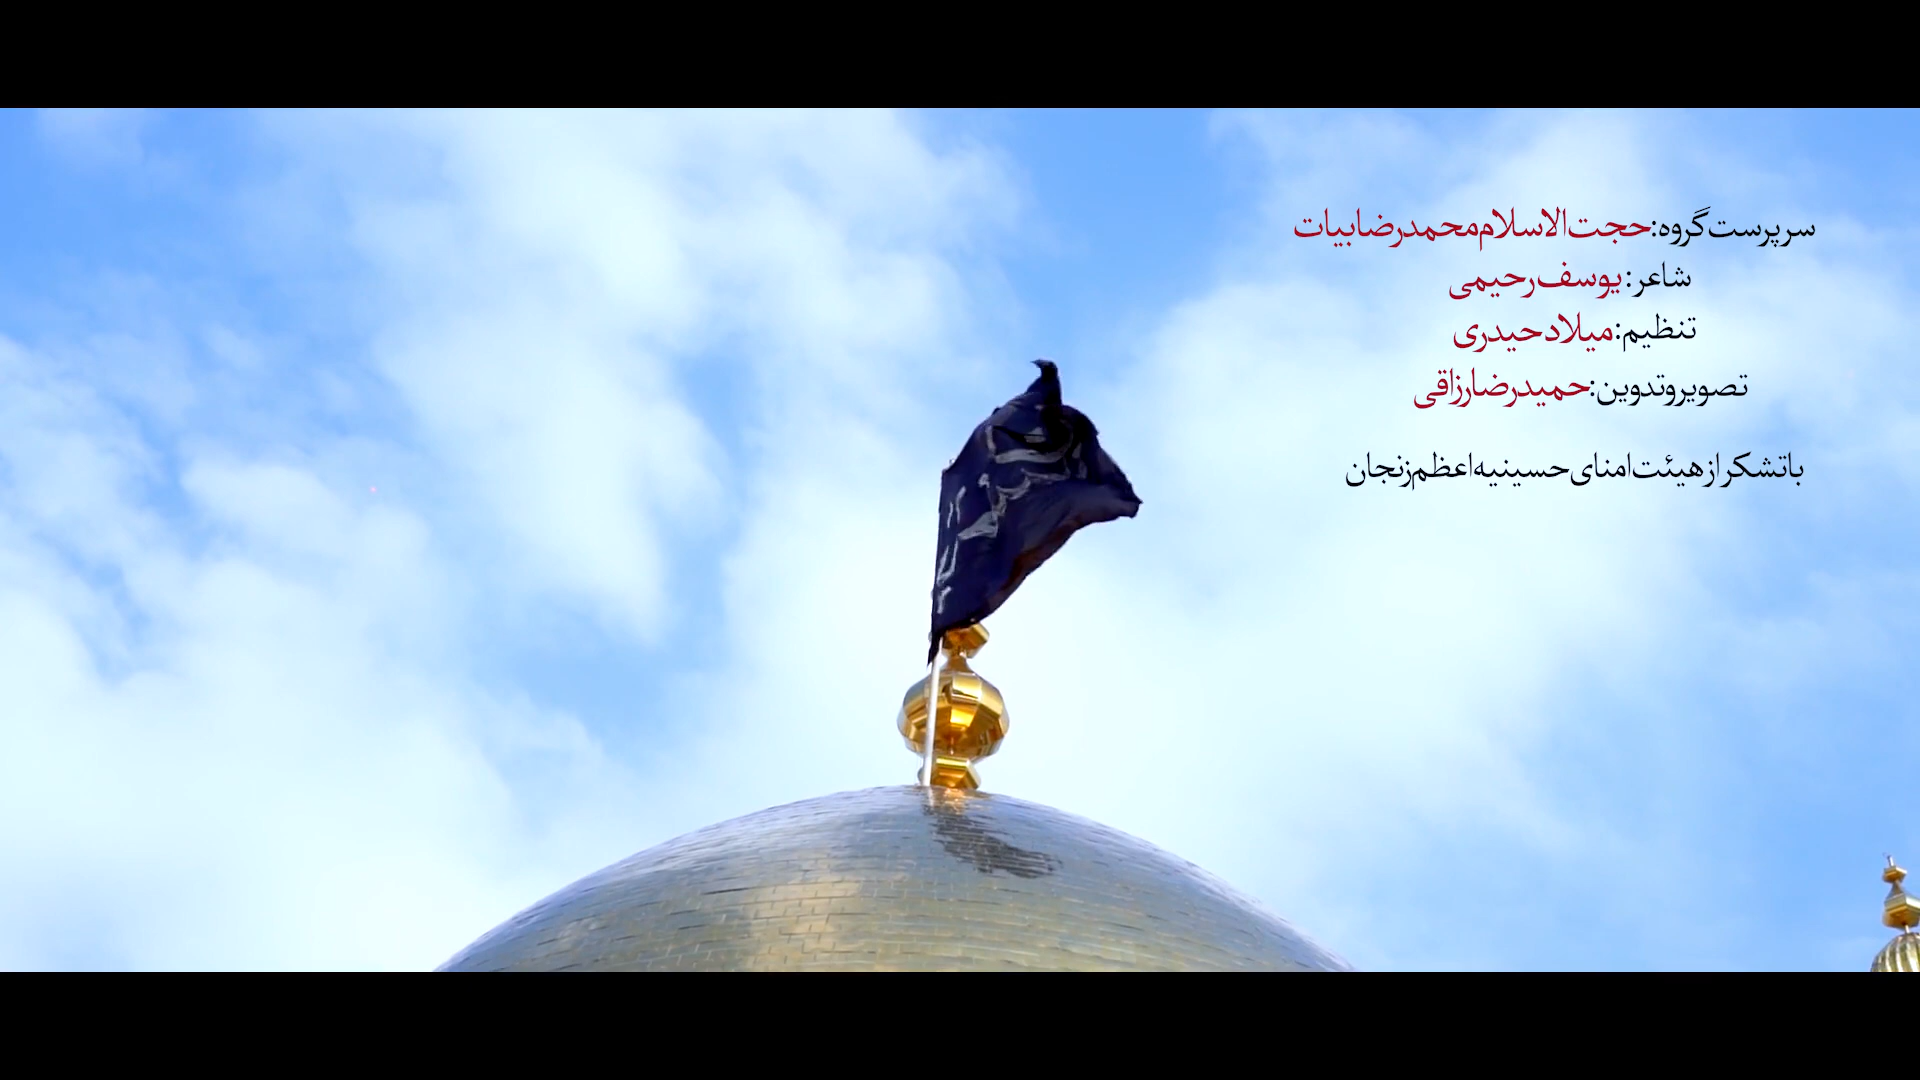 سرپرست گروه: حجت الاسلام محمدرضا بیات
شاعر: یوسف رحیمی
تنظیم: میلاد حیدری
تصویر و تدوین: حمیدرضا رزاقی
با تشکر از هیئت امنای حسینیه اعظم زنجان